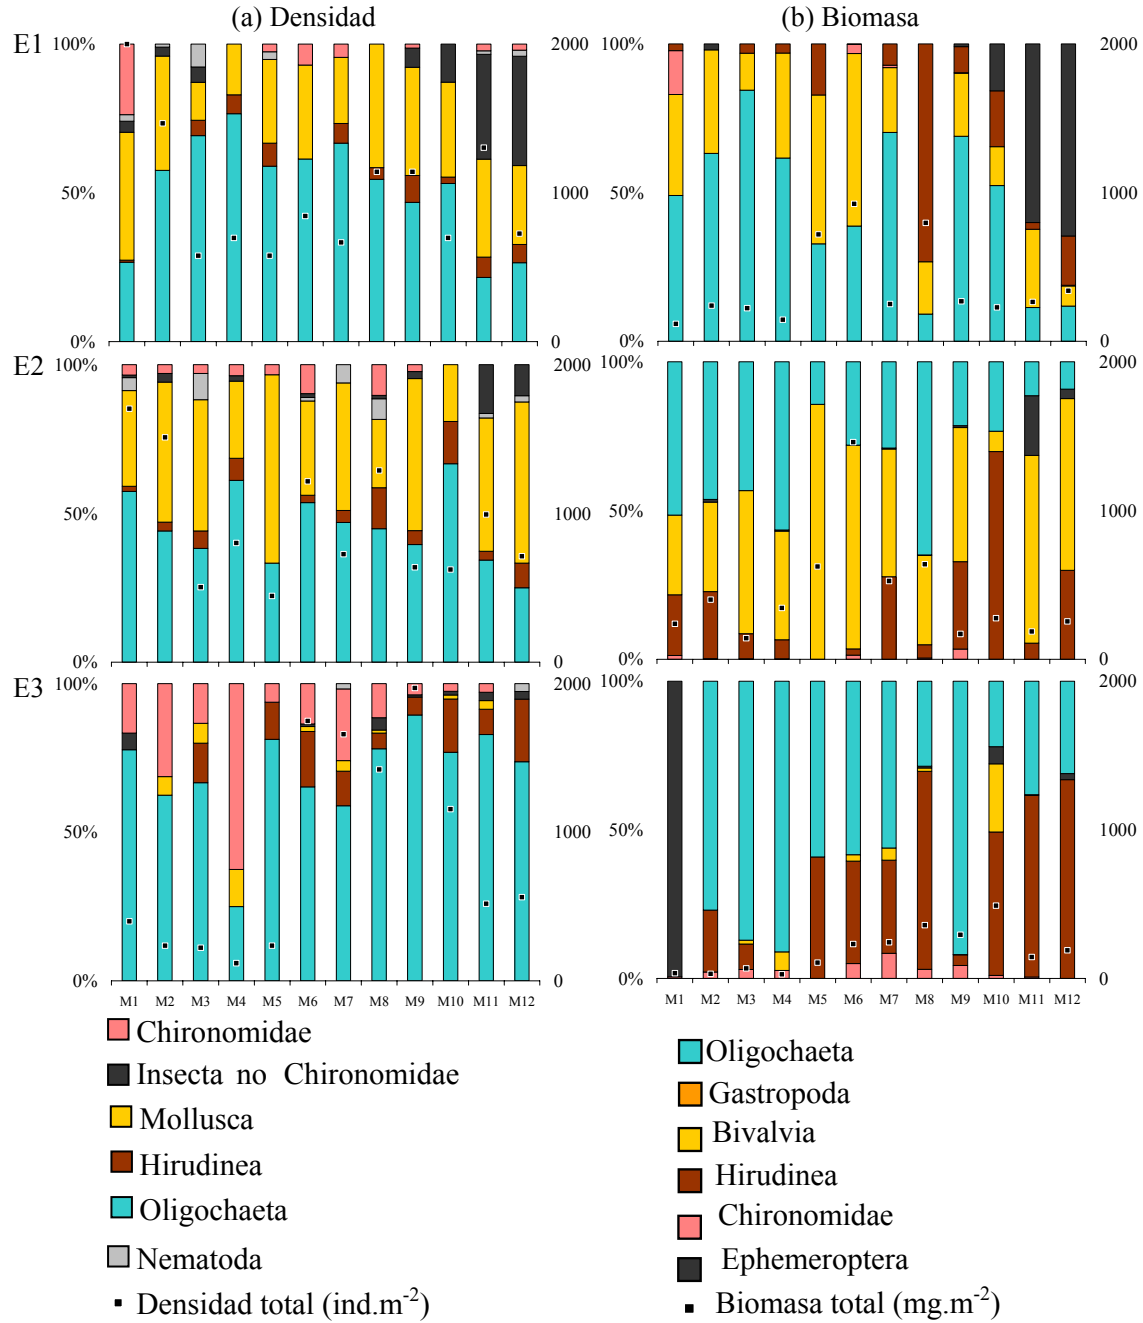 (a) Densidad
(b) Biomasa
E1
100%
50%
0%
2000
1000
0
100%
50%
0%
2000
1000
0
E2
100%
50%
0%
2000
1000
0
100%
50%
0%
2000
1000
0
E3
100%
50%
0%
2000
1000
0
100%
50%
0%
2000
1000
0
M1 M2 M3 M4 M5 M6 M7 M8 M9 M10 M11 M12
M1 M2 M3 M4 M5 M6 M7 M8 M9 M10 M11 M12
Chironomidae
Insecta no Chironomidae
Mollusca
Hirudinea
Oligochaeta
Nematoda
Densidad total (ind.m⁻²)
Oligochaeta
Gastropoda
Bivalvia
Hirudinea
Chironomidae
Ephemeroptera
Biomasa total (mg.m⁻²)